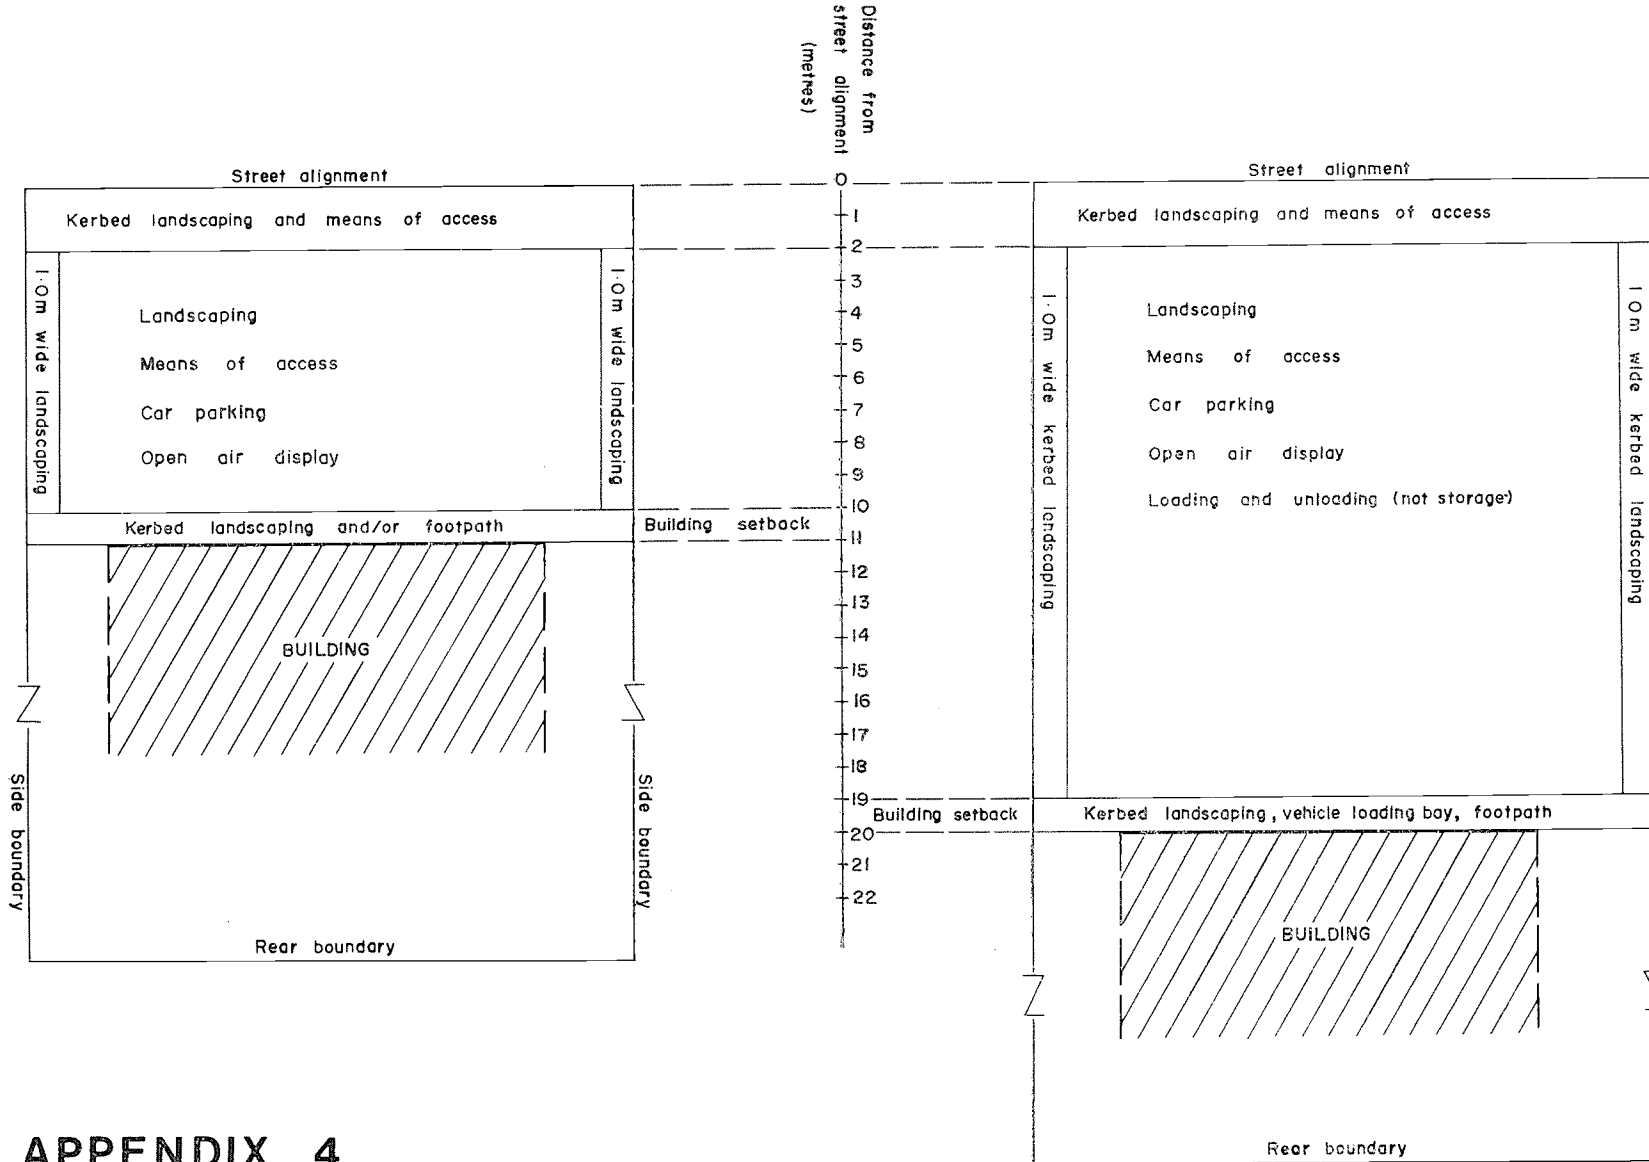 Distance from
street alignment
(metres)
Street alignment
Kerbed landscaping and means of access
1.0m wide landscaping
Landscaping
Means of access
Car parking
Open air display
1.0m wide landscaping
Kerbed landscaping and/or footpath
Building setback
BUILDING
Side boundary
Side boundary
Rear boundary
0
1
2
3
4
5
6
7
8
9
10
11
12
13
14
15
16
17
18
19
20
21
22
Street alignment
Kerbed landscaping and means of access
1.0m wide kerbed landscaping
Landscaping
Means of access
Car parking
Open air display
Loading and unloading (not storage)
1 0m wide kerbed landscaping
Building setback
Kerbed landscaping, vehicle loading bay, footpath
BUILDING
Rear boundary
APPENDIX 4